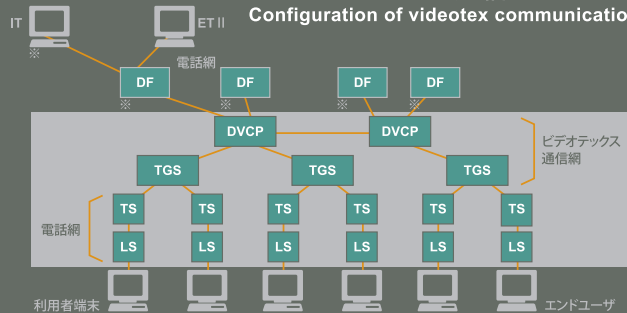 Configuration of videotex communicatio
IT
ET II
※
電話網
DF
DF
DF
DF
※
※
※
※
DVCP
DVCP
ビデオテックス
通信網
TGS
TGS
TGS
TS
TS
TS
TS
TS
TS
電話網
LS
LS
LS
LS
LS
LS
利用者端末
エンドユーザ